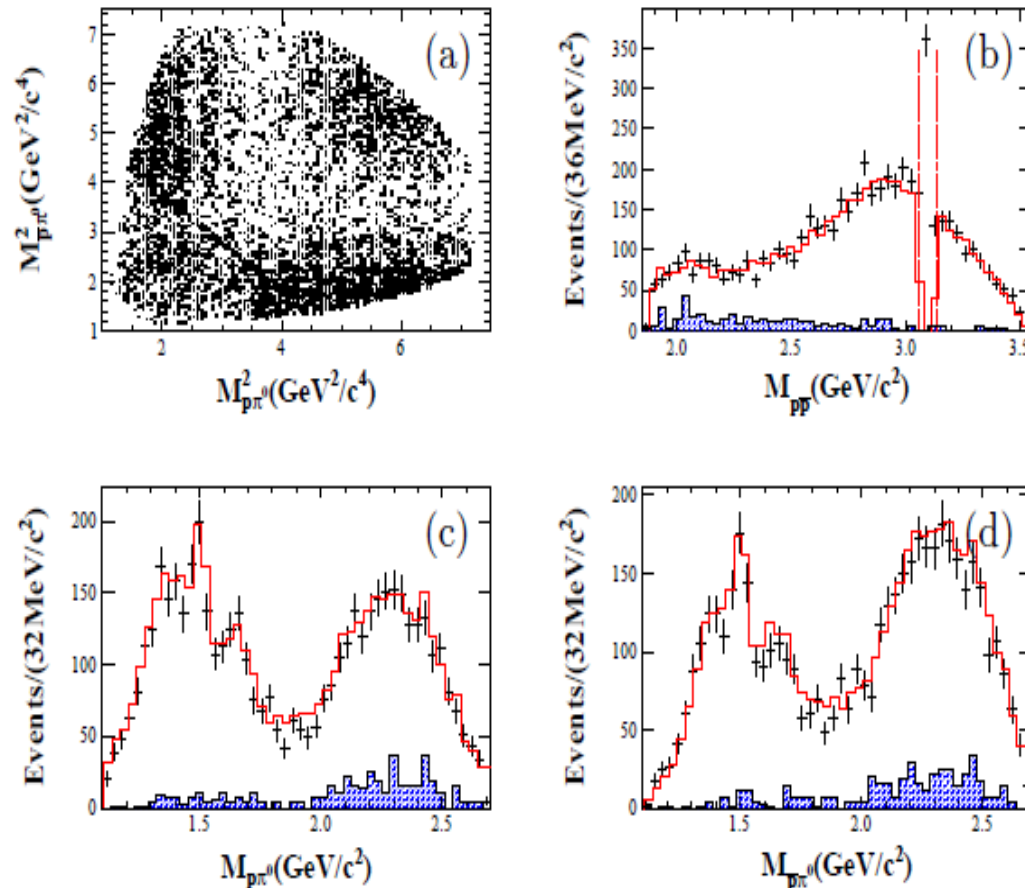 7
6
5
4
3
2
1
M²p̄π⁰(GeV²/c⁴)
(a)
2 4 6
M²pπ⁰(GeV²/c⁴)
350
300
250
200
150
100
50
0
Events/(36MeV/c²)
(b)
2.0 2.5 3.0 3.5
Mpp̄(GeV/c²)
200
150
100
50
0
Events/(32MeV/c²)
(c)
1.5 2.0 2.5
Mpπ⁰(GeV/c²)
200
150
100
50
0
Events/(32MeV/c²)
(d)
1.5 2.0 2.5
Mp̄π⁰(GeV/c²)